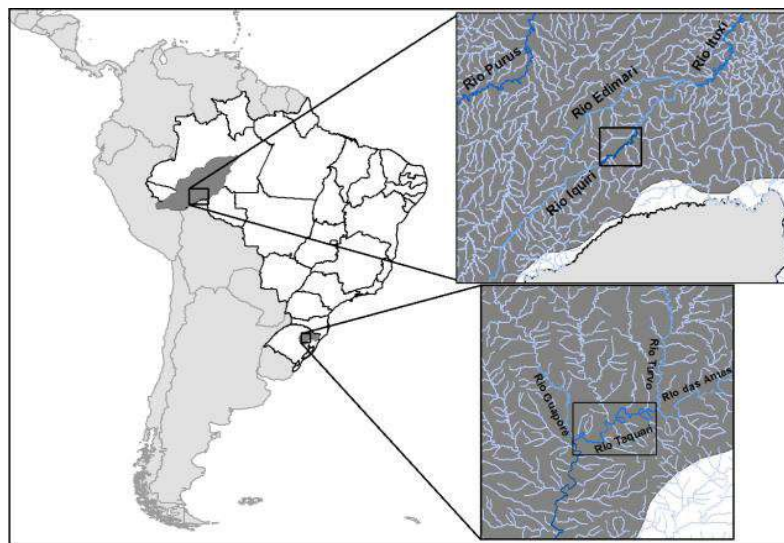 Rio Purus
Rio Ituxi
Rio Edimari
Rio Iquiri
Rio Turvo
Rio das Antas
Rio Guaporé
Rio Taquari